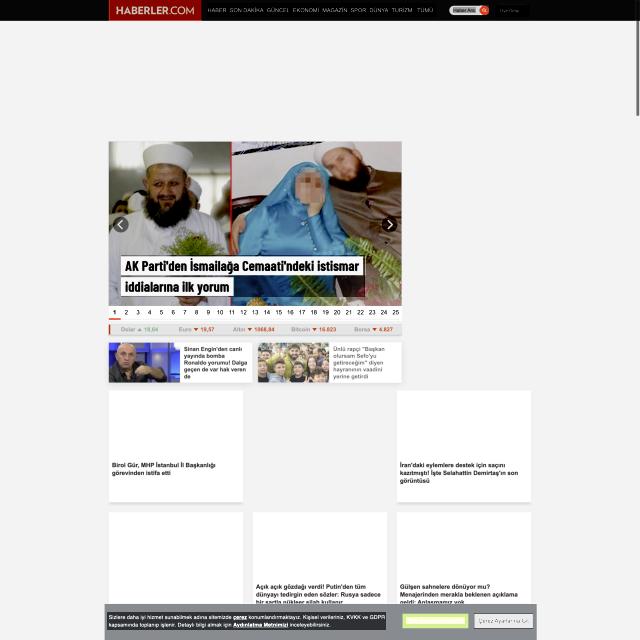 HABERLER.COM
HABER SON DAKİKA GÜNCEL EKONOMİ MAGAZİN SPOR DÜNYA TURİZM TÜMÜ
Haber Ara
AK Parti'den İsmailağa Cemaati'ndeki istismar
iddialarına ilk yorum
1 2 3 4 5 6 7 8 9 10 11 12 13 14 15 16 17 18 19 20 21 22 23 24 25
Dolar 18,64 Euro 19,57 Altın 1068,84 Bitcoin 16.823 Borsa 4.827
Sinan Engin'den canlı
yayında bomba
Ronaldo yorumu! Dalga
geçen de var hak veren
de
Ünlü rapçi "Başkan
olursam Sefo'yu
getireceğim" diyen
hayranının vaadini
yerine getirdi
Birol Gür, MHP İstanbul İl Başkanlığı
görevinden istifa etti
İran'daki eylemlere destek için saçını
kazıtmıştı! İşte Selahattin Demirtaş'ın son
görüntüsü
Açık açık gözdağı verdi! Putin'den tüm
dünyayı tedirgin eden sözler: Rusya sadece
bir şartla nükleer silah kullanır
Gülşen sahnelere dönüyor mu?
Menajerinden merakla beklenen açıklama
geldi: Anlaşmamız yok
Sizlere daha iyi hizmet sunabilmek adına sitemizde çerez konumlandırmaktayız. Kişisel verileriniz, KVKK ve GDPR
kapsamında toplanıp işlenir. Detaylı bilgi almak için Aydınlatma Metnimizi inceleyebilirsiniz.
Çerez Ayarlarına Git